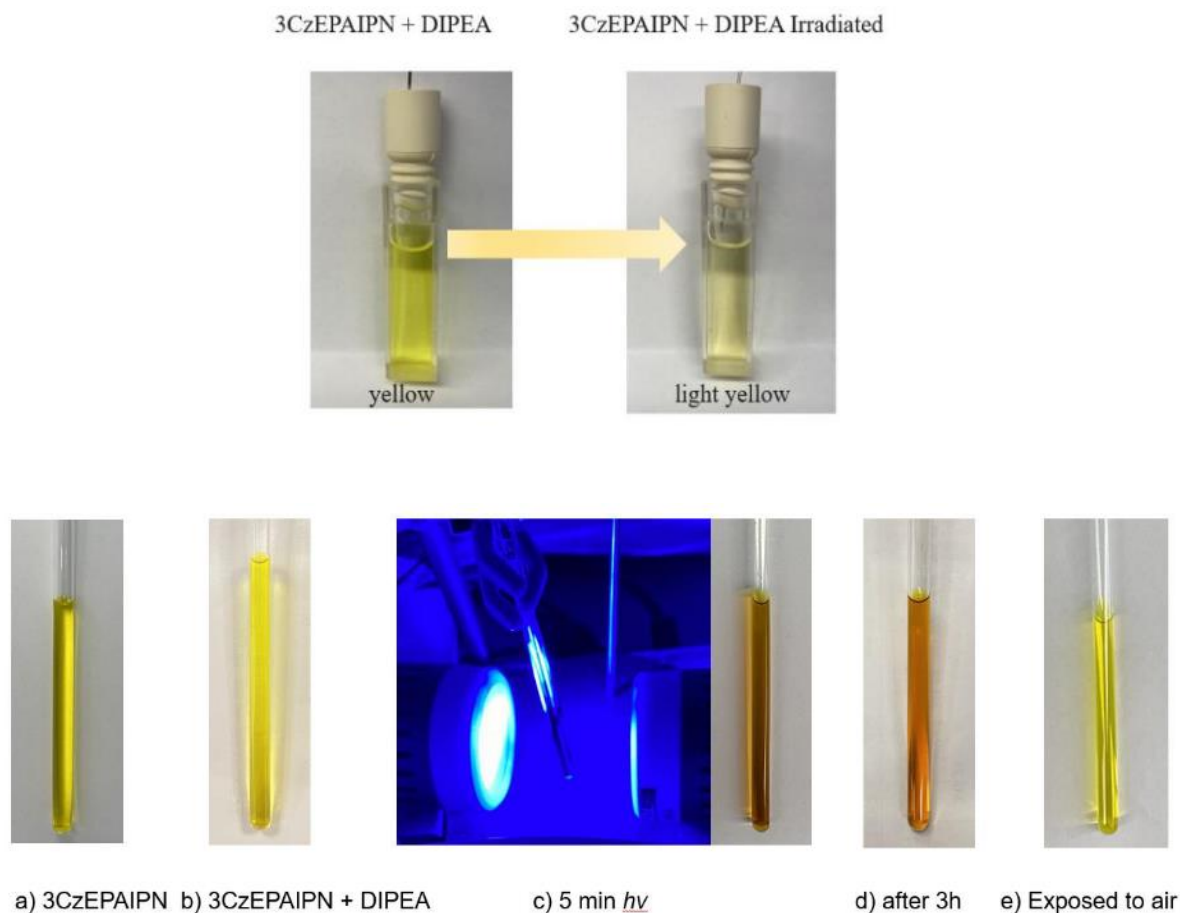 3CzEPAIPN + DIPEA
3CzEPAIPN + DIPEA Irradiated
yellow
light yellow
a) 3CzEPAIPN
b) 3CzEPAIPN + DIPEA
c) 5 min hv
d) after 3h
e) Exposed to air